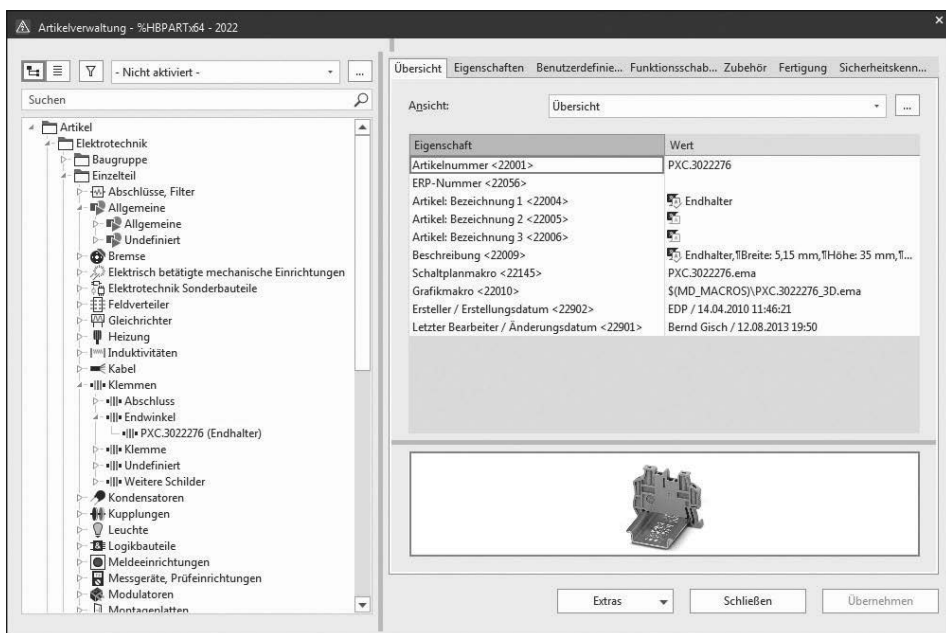 Artikelverwaltung - %HBPARTx64 - 2022
- Nicht aktiviert -
...
Suchen
Artikel
Elektrotechnik
Baugruppe
Einzelteil
Abschlüsse, Filter
Allgemeine
Allgemeine
Undefiniert
Bremse
Elektrisch betätigte mechanische Einrichtungen
Elektrotechnik Sonderbauteile
Feldverteiler
Gleichrichter
Heizung
Induktivitäten
Kabel
Klemmen
Abschluss
Endwinkel
PXC.3022276 (Endhalter)
Klemme
Undefiniert
Weitere Schilder
Kondensatoren
Kupplungen
Leuchte
Logikbauteile
Meldeeinrichtungen
Messgeräte, Prüfeinrichtungen
Modulatoren
Montageplatten
Übersicht Eigenschaften Benutzerdefinie... Funktionsschab... Zubehör Fertigung Sicherheitskenn...
Ansicht: Übersicht ...
Eigenschaft Wert
Artikelnummer <22001> PXC.3022276
ERP-Nummer <22056>
Artikel: Bezeichnung 1 <22004> Endhalter
Artikel: Bezeichnung 2 <22005>
Artikel: Bezeichnung 3 <22006>
Beschreibung <22009> Endhalter,¶Breite: 5,15 mm,¶Höhe: 35 mm,¶...
Schaltplanmakro <22145> PXC.3022276.ema
Grafikmakro <22010> $(MD_MACROS)\PXC.3022276_3D.ema
Ersteller / Erstellungsdatum <22902> EDP / 14.04.2010 11:46:21
Letzter Bearbeiter / Änderungsdatum <22901> Bernd Gisch / 12.08.2013 19:50
Extras Schließen Übernehmen